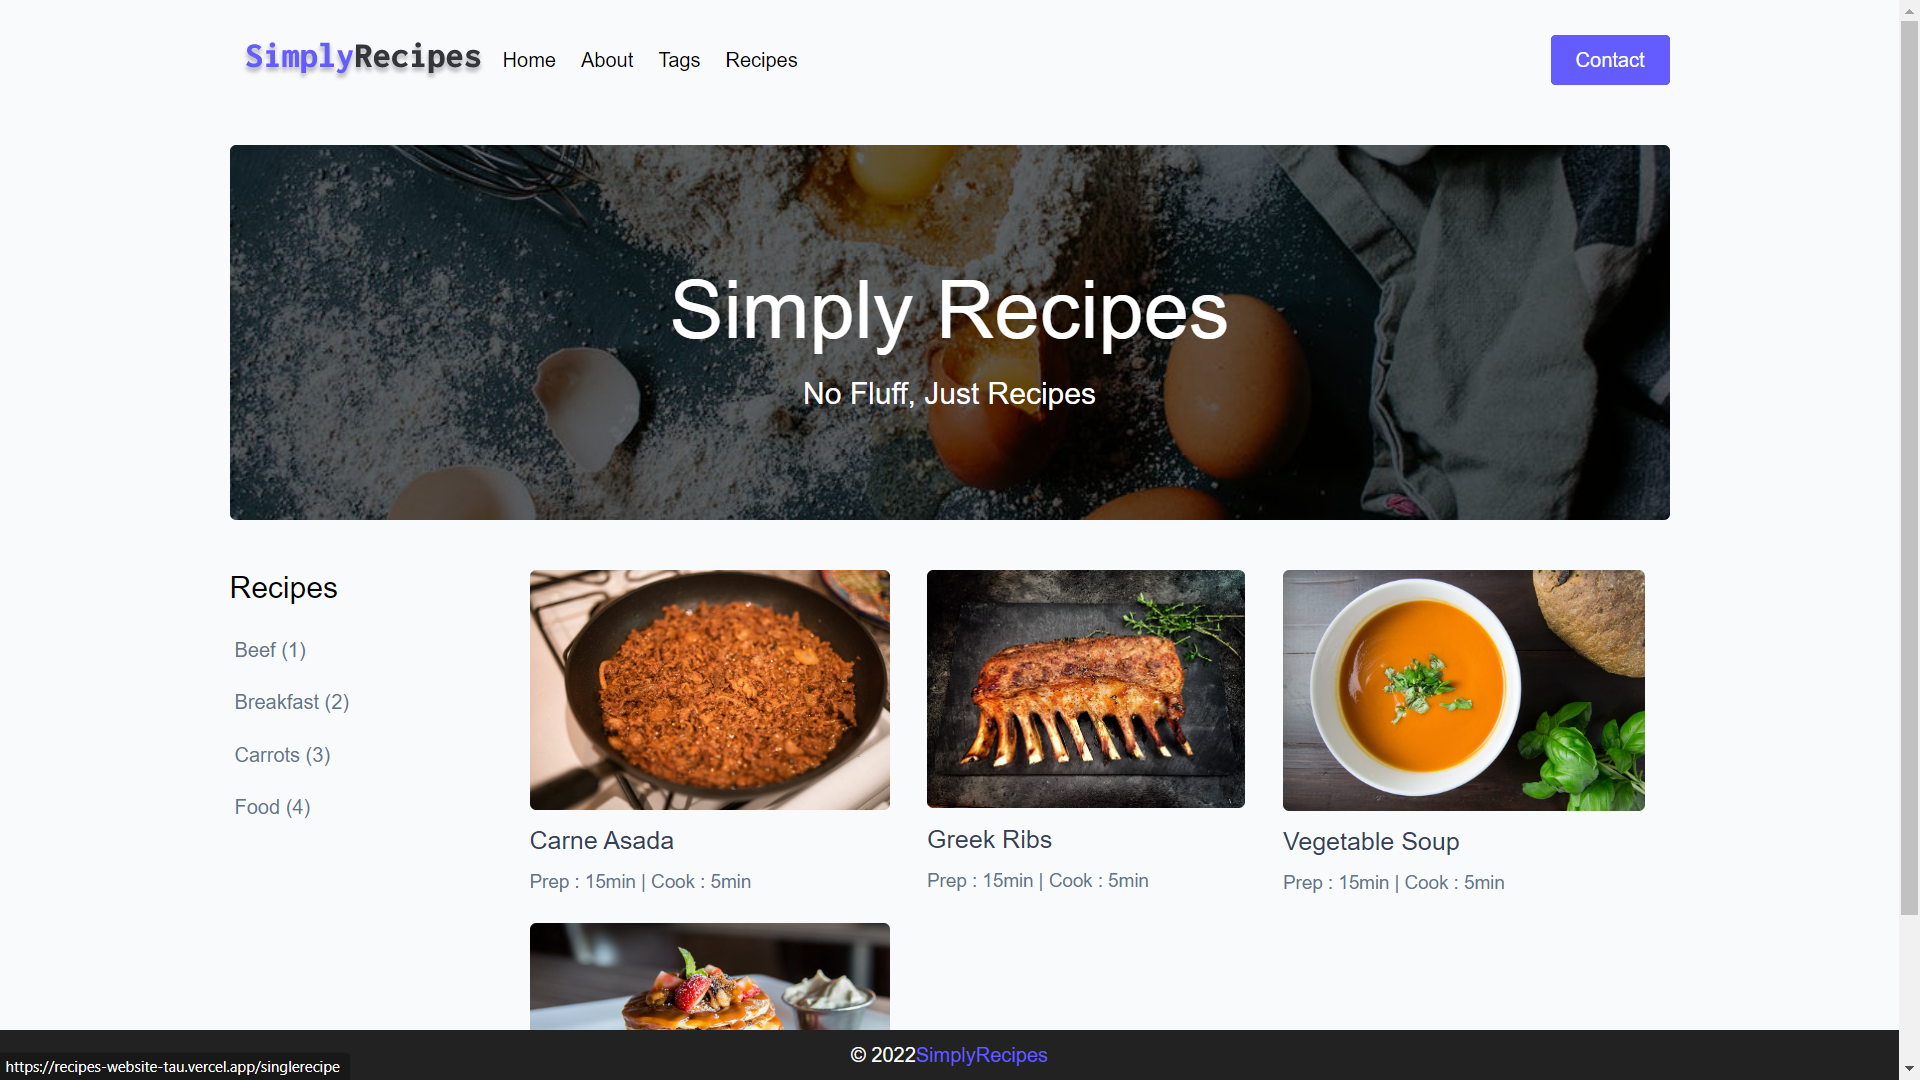 SimplyRecipes Home About Tags Recipes Contact
Simply Recipes
No Fluff, Just Recipes
Recipes
Beef (1)
Breakfast (2)
Carrots (3)
Food (4)
Carne Asada
Prep : 15min | Cook : 5min
Greek Ribs
Prep : 15min | Cook : 5min
Vegetable Soup
Prep : 15min | Cook : 5min
© 2022SimplyRecipes
https://recipes-website-tau.vercel.app/singlerecipe